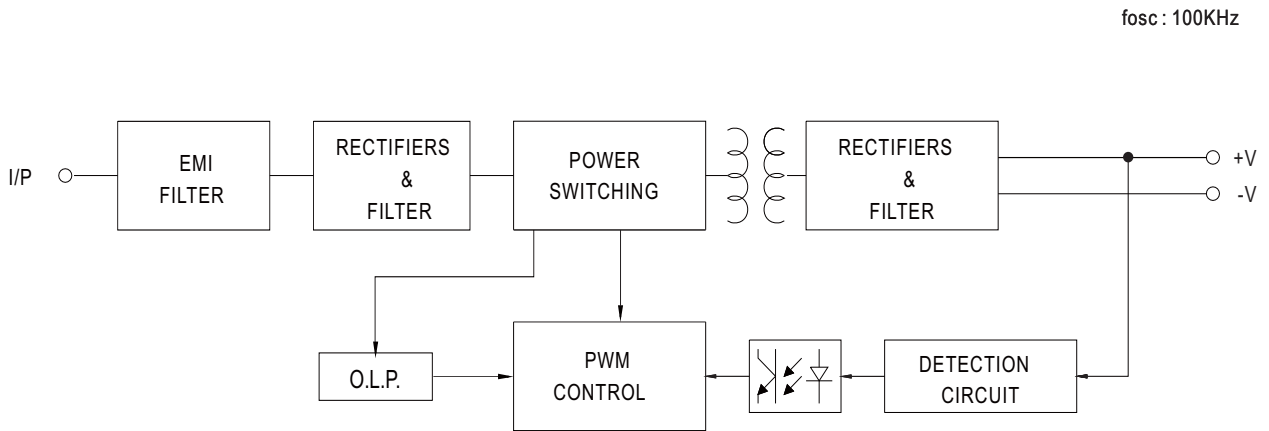 fosc : 100KHz
I/P
EMI
FILTER
RECTIFIERS
&
FILTER
POWER
SWITCHING
RECTIFIERS
&
FILTER
+V
-V
O.L.P.
PWM
CONTROL
DETECTION
CIRCUIT